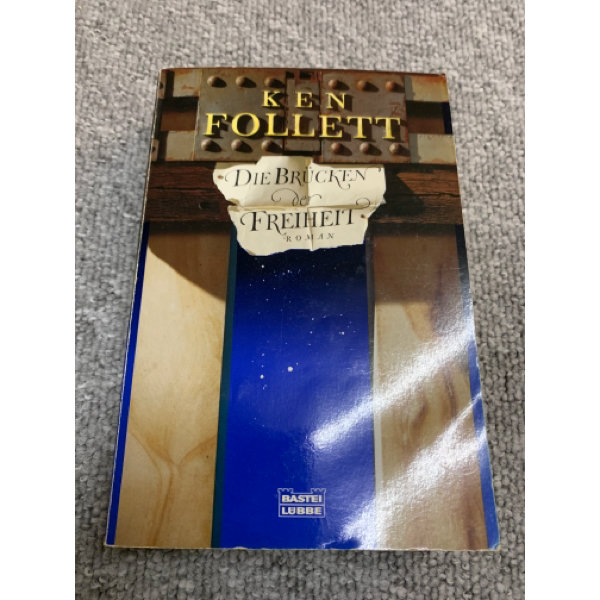 KEN
FOLLETT
DIE BRÜCKEN
der
FREIHEIT
ROMAN
BASTEI
LÜBBE